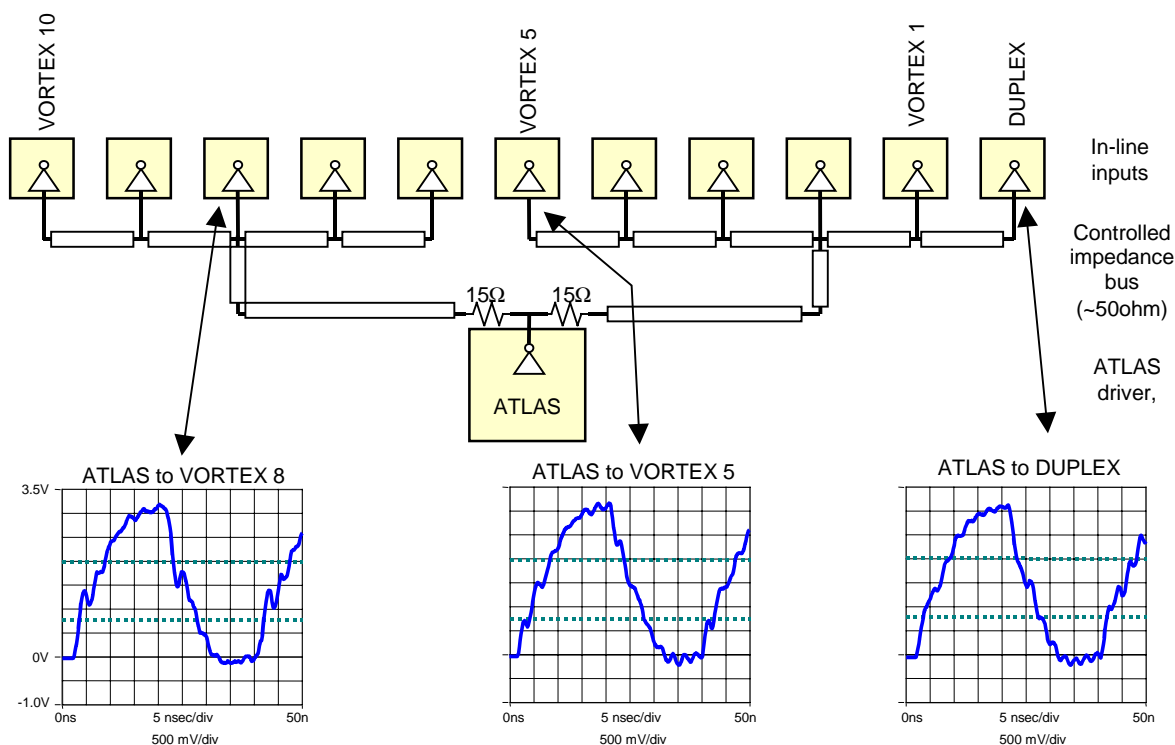 VORTEX 10
VORTEX 5
VORTEX 1
DUPLEX
In-line
inputs
Controlled
impedance
bus
(~50ohm)
15Ω
15Ω
ATLAS
ATLAS
driver,
ATLAS to VORTEX 8
3.5V
0V
-1.0V
0ns
5 nsec/div
50n
500 mV/div
ATLAS to VORTEX 5
0ns
5 nsec/div
50n
500 mV/div
ATLAS to DUPLEX
0ns
5 nsec/div
50n
500 mV/div